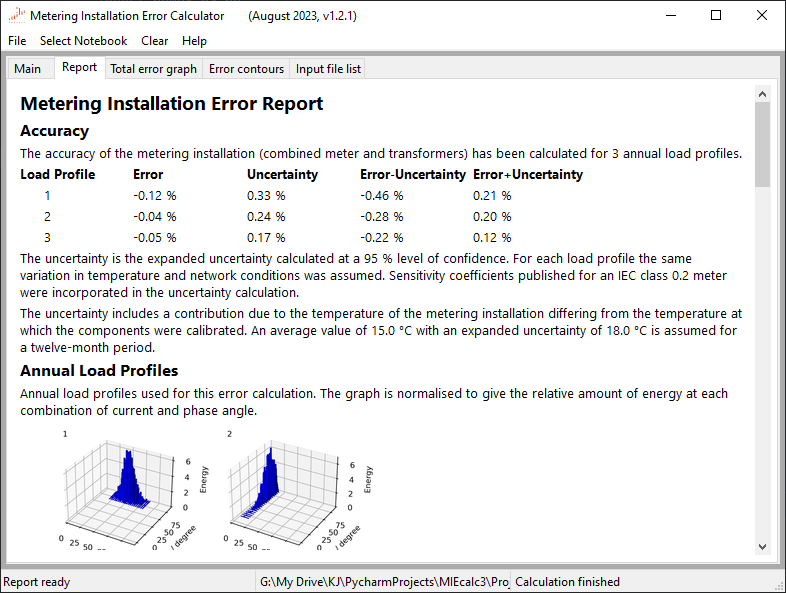 Metering Installation Error Calculator (August 2023, v1.2.1)
File Select Notebook Clear Help
Main Report Total error graph Error contours Input file list
Metering Installation Error Report
Accuracy
The accuracy of the metering installation (combined meter and transformers) has been calculated for 3 annual load profiles.
Load Profile Error Uncertainty Error-Uncertainty Error+Uncertainty
1 -0.12 % 0.33 % -0.46 % 0.21 %
2 -0.04 % 0.24 % -0.28 % 0.20 %
3 -0.05 % 0.17 % -0.22 % 0.12 %
The uncertainty is the expanded uncertainty calculated at a 95 % level of confidence. For each load profile the same
variation in temperature and network conditions was assumed. Sensitivity coefficients published for an IEC class 0.2 meter
were incorporated in the uncertainty calculation.
The uncertainty includes a contribution due to the temperature of the metering installation differing from the temperature at
which the components were calibrated. An average value of 15.0 °C with an expanded uncertainty of 18.0 °C is assumed for
a twelve-month period.
Annual Load Profiles
Annual load profiles used for this error calculation. The graph is normalised to give the relative amount of energy at each
combination of current and phase angle.
1 2
6 4 2 0 Energy
75 50 25 0 degree
0 25 50
6 4 2 0 Energy
75 50 25 0 degree
0 25 50
Report ready G:\My Drive\KJ\PycharmProjects\MIEcalc3\Proj Calculation finished